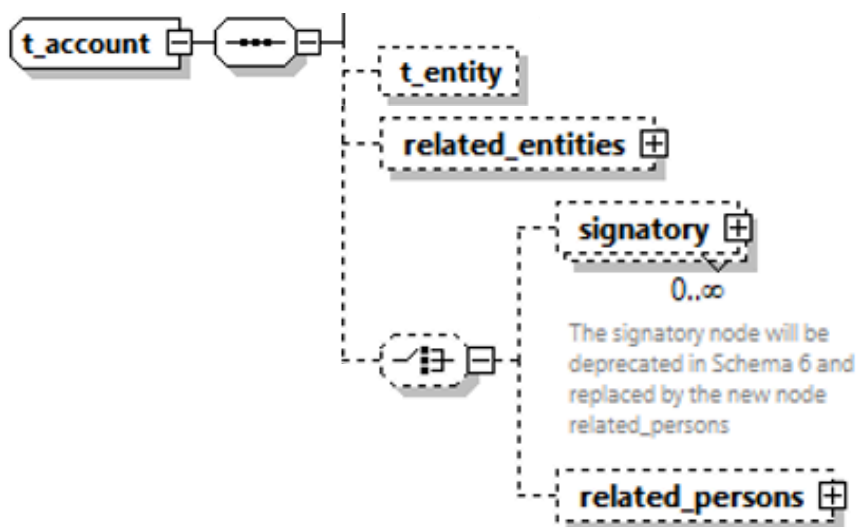 t_account
t_entity
related_entities
signatory
0..∞
The signatory node will be
deprecated in Schema 6 and
replaced by the new node
related_persons
related_persons